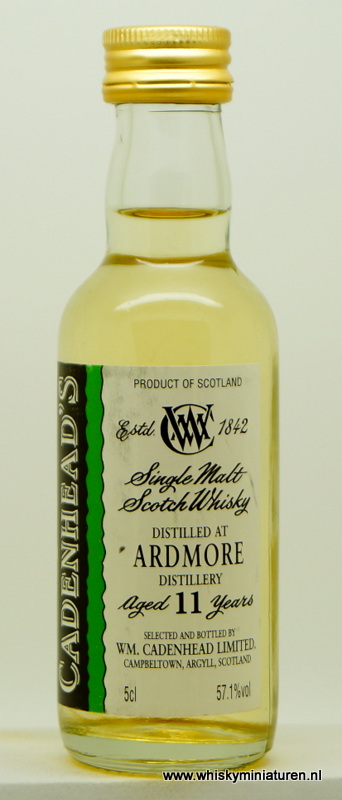 CADENHEAD'S
PRODUCT OF SCOTLAND
Estd. WC 1842
Single Malt
Scotch Whisky
DISTILLED AT
ARDMORE
DISTILLERY
Aged 11 Years
SELECTED AND BOTTLED BY
WM. CADENHEAD LIMITED.
CAMPBELTOWN, ARGYLL, SCOTLAND
5cl 57.1%vol
www.whiskyminiaturen.nl